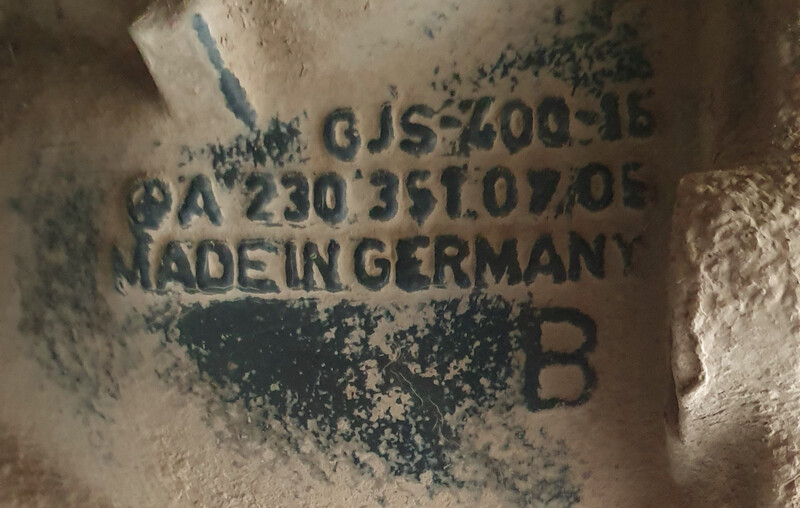 GJS-400-15
A 230 351.07/05
MADE IN GERMANY
B